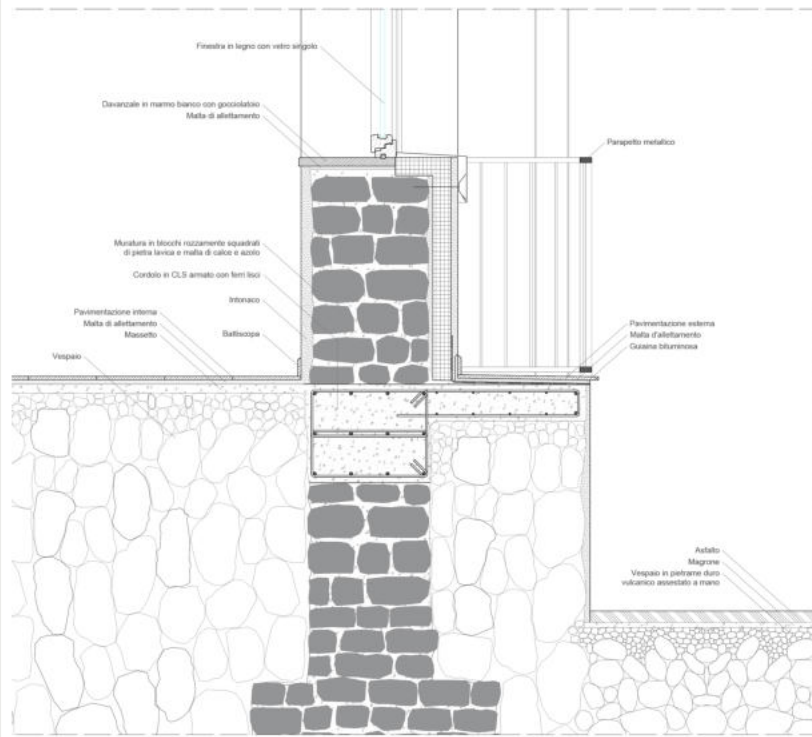 Finestra in legno con vetro singolo
Davanzale in marmo bianco con gocciolatoio
Malta di allettamento
Parapetto metallico
Muratura in blocchi rozzamente squadrati
di pietra lavica e malta di calce e azolo
Cordolo in CLS armato con ferri lisci
Intonaco
Pavimentazione interna
Malta di allettamento
Massetto
Battiscopa
Vespaio
Pavimentazione esterna
Malta d'allettamento
Guaina bituminosa
Asfalto
Magrone
Vespaio in pietrame duro
vulcanico assestato a mano